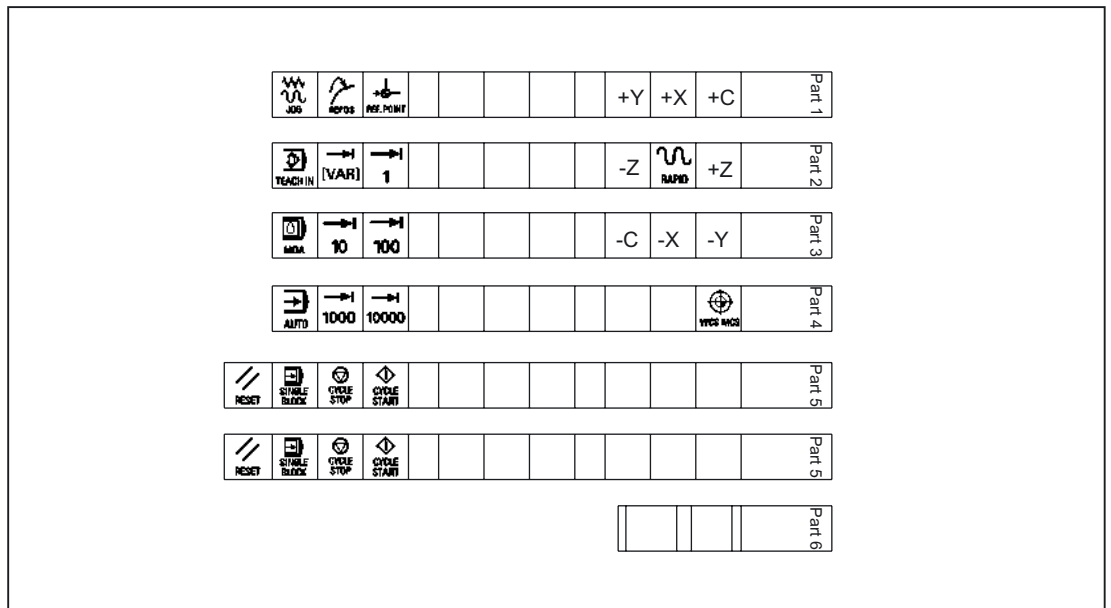 JOG REPOS REF. POINT +Y +X +C Part 1
TEACH IN [VAR] 1 -Z RAPID +Z Part 2
MDA 10 100 -C -X -Y Part 3
AUTO 1000 10000 WCS MCS Part 4
RESET SINGLE BLOCK CYCLE STOP CYCLE START Part 5
RESET SINGLE BLOCK CYCLE STOP CYCLE START Part 5
Part 6